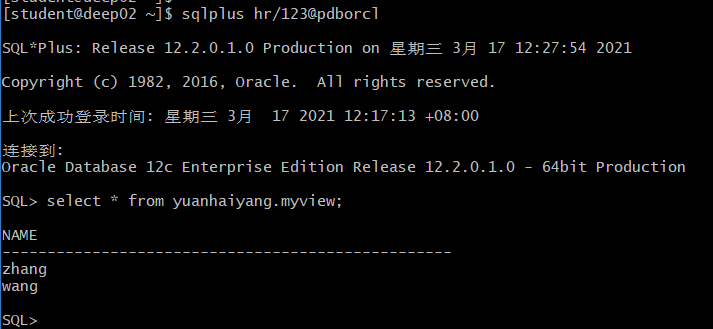 [student@deep02 ~]$
[student@deep02 ~]$ sqlplus hr/123@pdborcl
SQL*Plus: Release 12.2.0.1.0 Production on 星期三 3月 17 12:27:54 2021
Copyright (c) 1982, 2016, Oracle.  All rights reserved.
上次成功登录时间: 星期三 3月  17 2021 12:17:13 +08:00
连接到:
Oracle Database 12c Enterprise Edition Release 12.2.0.1.0 - 64bit Production
SQL> select * from yuanhaiyang.myview;
NAME
--------------------------------------------------
zhang
wang
SQL>